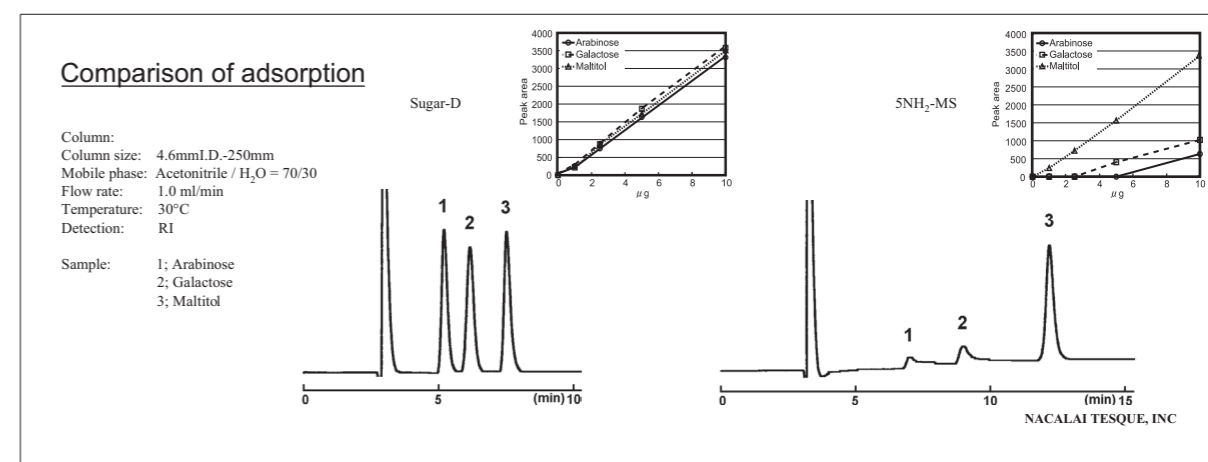 Comparison of adsorption
Column:
Column size: 4.6mmI.D.-250mm
Mobile phase: Acetonitrile / H₂O = 70/30
Flow rate: 1.0 ml/min
Temperature: 30°C
Detection: RI
Sample: 1; Arabinose
2; Galactose
3; Maltitol
Sugar-D
Peak area
4000
3500
3000
2500
2000
1500
1000
500
0
Arabinose
Galactose
Maltitol
0 2 4 6 8 10
μg
1 2 3
0 5 (min) 10
5NH₂-MS
Peak area
4000
3500
3000
2500
2000
1500
1000
500
0
Arabinose
Galactose
Maltitol
0 2 4 6 8 10
μg
1 2 3
0 5 10 (min) 15
NACALAI TESQUE, INC